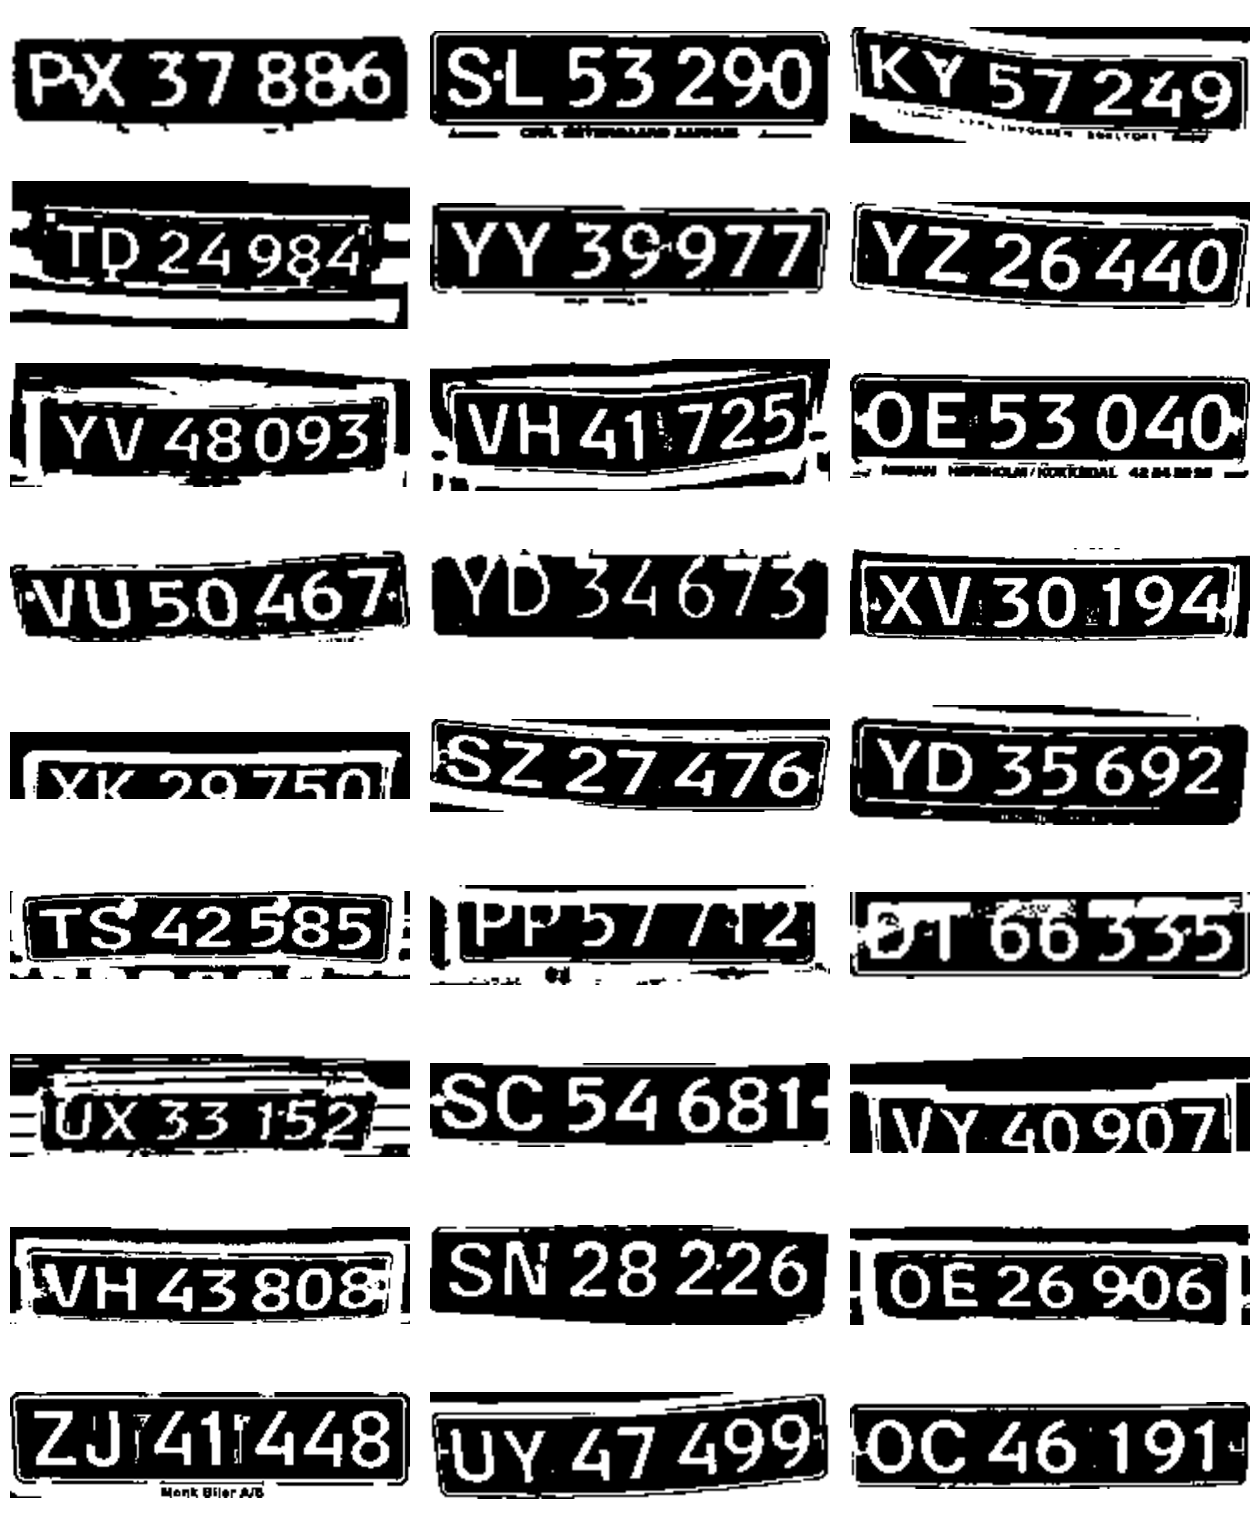 PX 37 886
SL 53 290
KY 57 249
TD 24 984
YY 39 977
YZ 26 440
YV 48 093
VH 41 725
OE 53 040
VU 50 467
YD 34 673
XV 30 194
XK 29 750
SZ 27 476
YD 35 692
TS 42 585
PP 57 712
66 335
UX 33 152
SC 54 681
VY 40 907
VH 43 808
SN 28 226
OE 26 906
ZJ 41 448
Monk Biler A/S
UY 47 499
OC 46 191